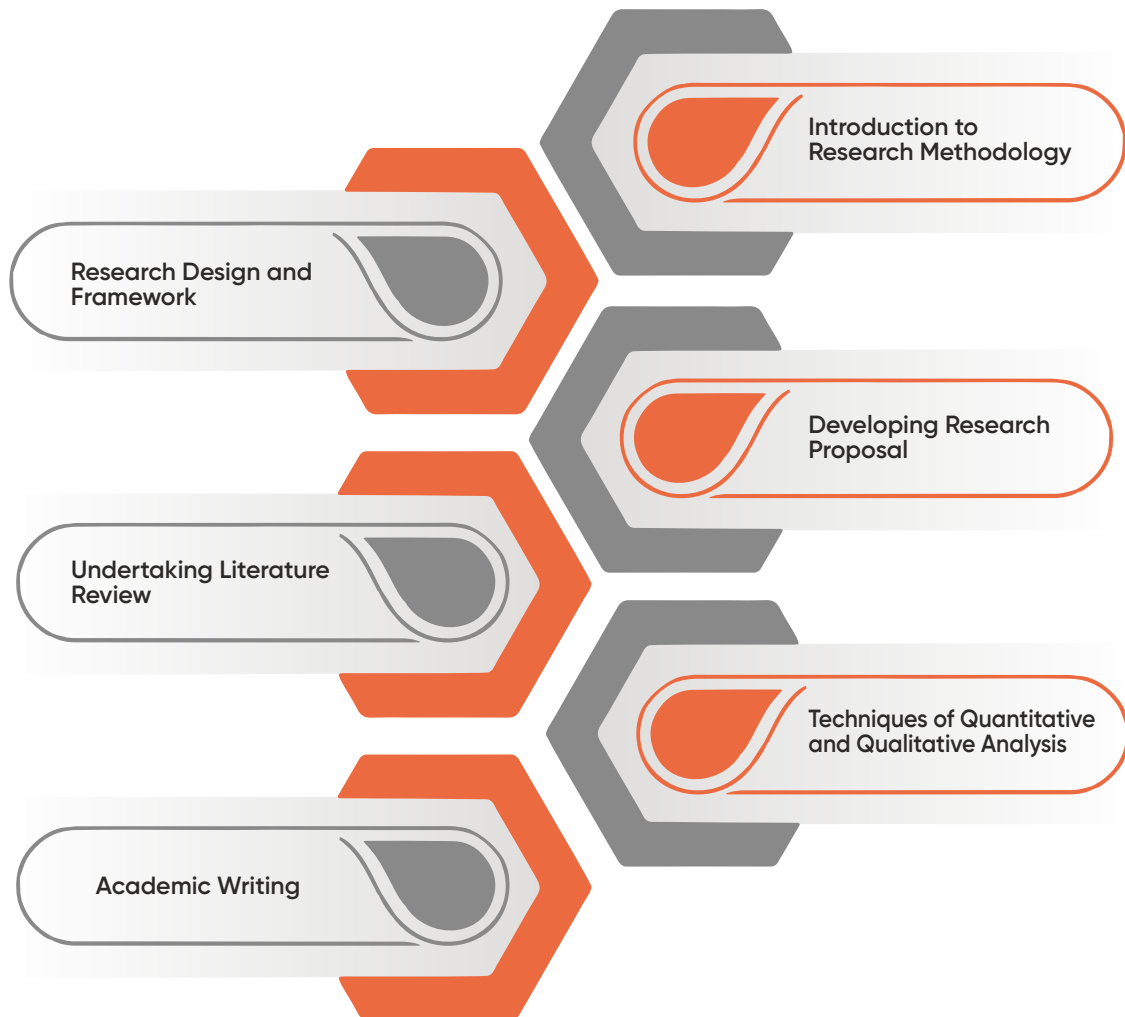 Introduction to
Research Methodology
Research Design and
Framework
Developing Research
Proposal
Undertaking Literature
Review
Techniques of Quantitative
and Qualitative Analysis
Academic Writing